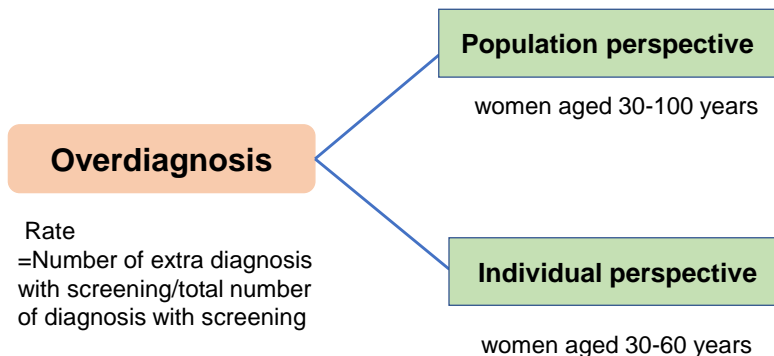 Population perspective
women aged 30-100 years
Overdiagnosis
Rate
=Number of extra diagnosis
with screening/total number
of diagnosis with screening
Individual perspective
women aged 30-60 years